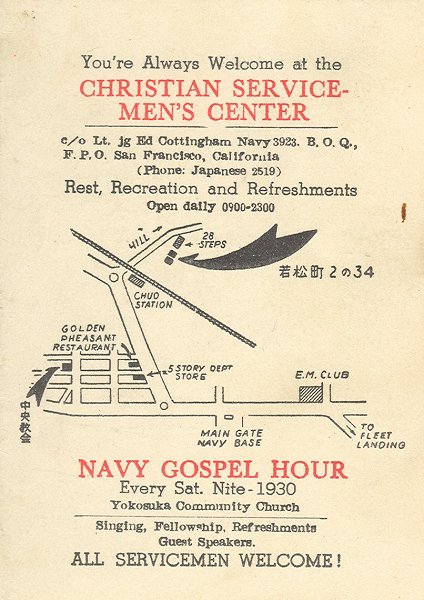 You're Always Welcome at the
CHRISTIAN SERVICE-
MEN'S CENTER
c/o Lt. jg Ed Cottingham Navy 3923. B. O. Q.,
F. P. O. San Francisco, California
(Phone: Japanese 2519)
Rest, Recreation and Refreshments
Open daily 0900-2300
HILL
28
STEPS
若松町2の34
CHUO
STATION
GOLDEN
PHEASANT
RESTAURANT
5 STORY DEPT
STORE
E.M. CLUB
中央教会
MAIN GATE
NAVY BASE
TO
FLEET
LANDING
NAVY GOSPEL HOUR
Every Sat. Nite - 1930
Yokosuka Community Church
Singing, Fellowship, Refreshments
Guest Speakers.
ALL SERVICEMEN WELCOME!